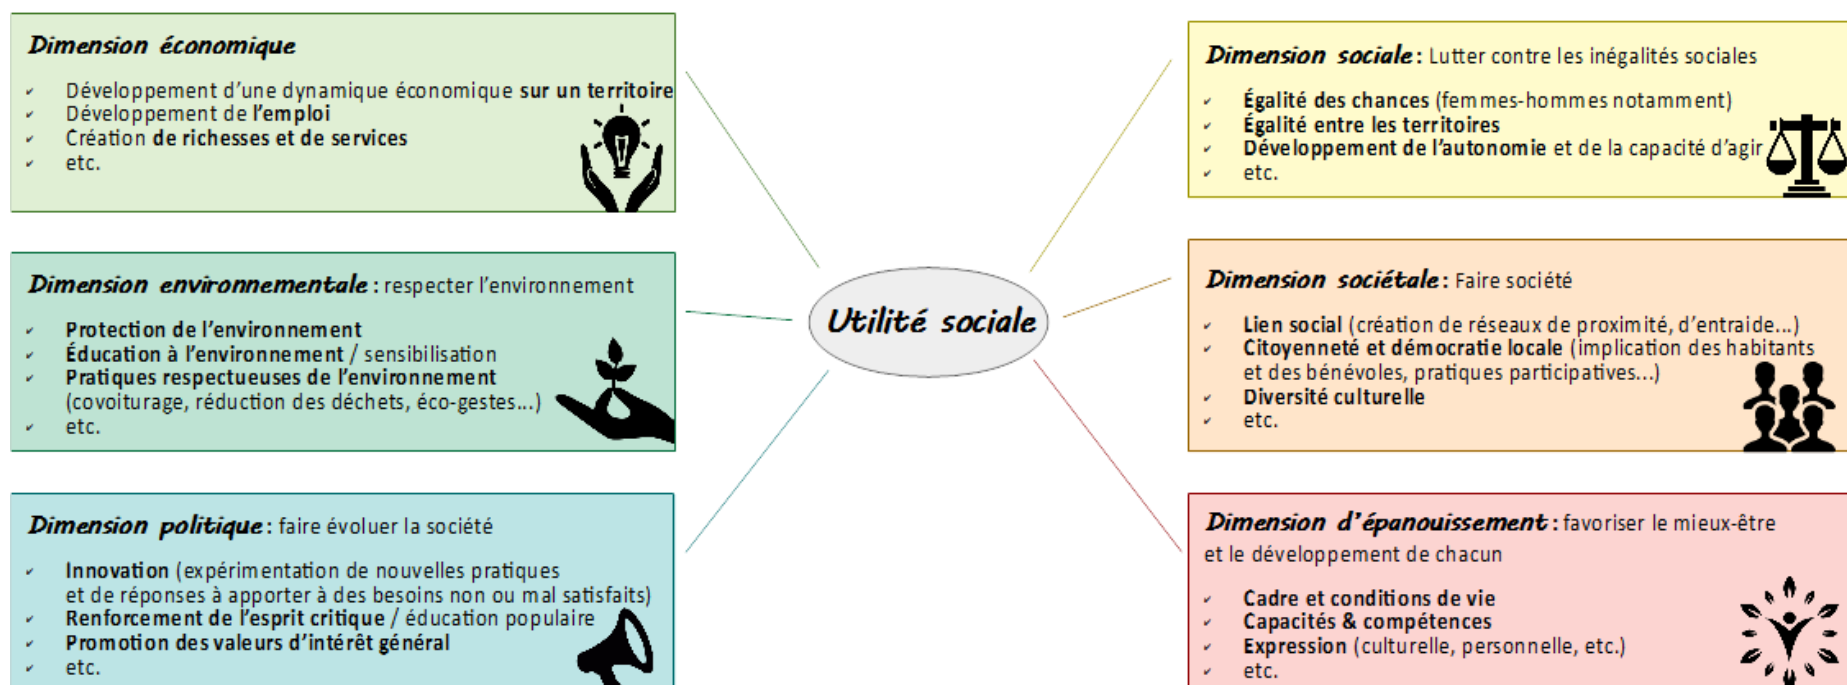 Dimension économique
Développement d'une dynamique économique sur un territoire
Développement de l'emploi
Création de richesses et de services
etc.
Dimension environnementale : respecter l'environnement
Protection de l'environnement
Éducation à l'environnement / sensibilisation
Pratiques respectueuses de l'environnement
(covoiturage, réduction des déchets, éco-gestes...)
etc.
Dimension politique : faire évoluer la société
Innovation (expérimentation de nouvelles pratiques
et de réponses à apporter à des besoins non ou mal satisfaits)
Renforcement de l'esprit critique / éducation populaire
Promotion des valeurs d'intérêt général
etc.
Utilité sociale
Dimension sociale : Lutter contre les inégalités sociales
Égalité des chances (femmes-hommes notamment)
Égalité entre les territoires
Développement de l'autonomie et de la capacité d'agir
etc.
Dimension sociétale : Faire société
Lien social (création de réseaux de proximité, d'entraide...)
Citoyenneté et démocratie locale (implication des habitants
et des bénévoles, pratiques participatives...)
Diversité culturelle
etc.
Dimension d'épanouissement : favoriser le mieux-être
et le développement de chacun
Cadre et conditions de vie
Capacités & compétences
Expression (culturelle, personnelle, etc.)
etc.